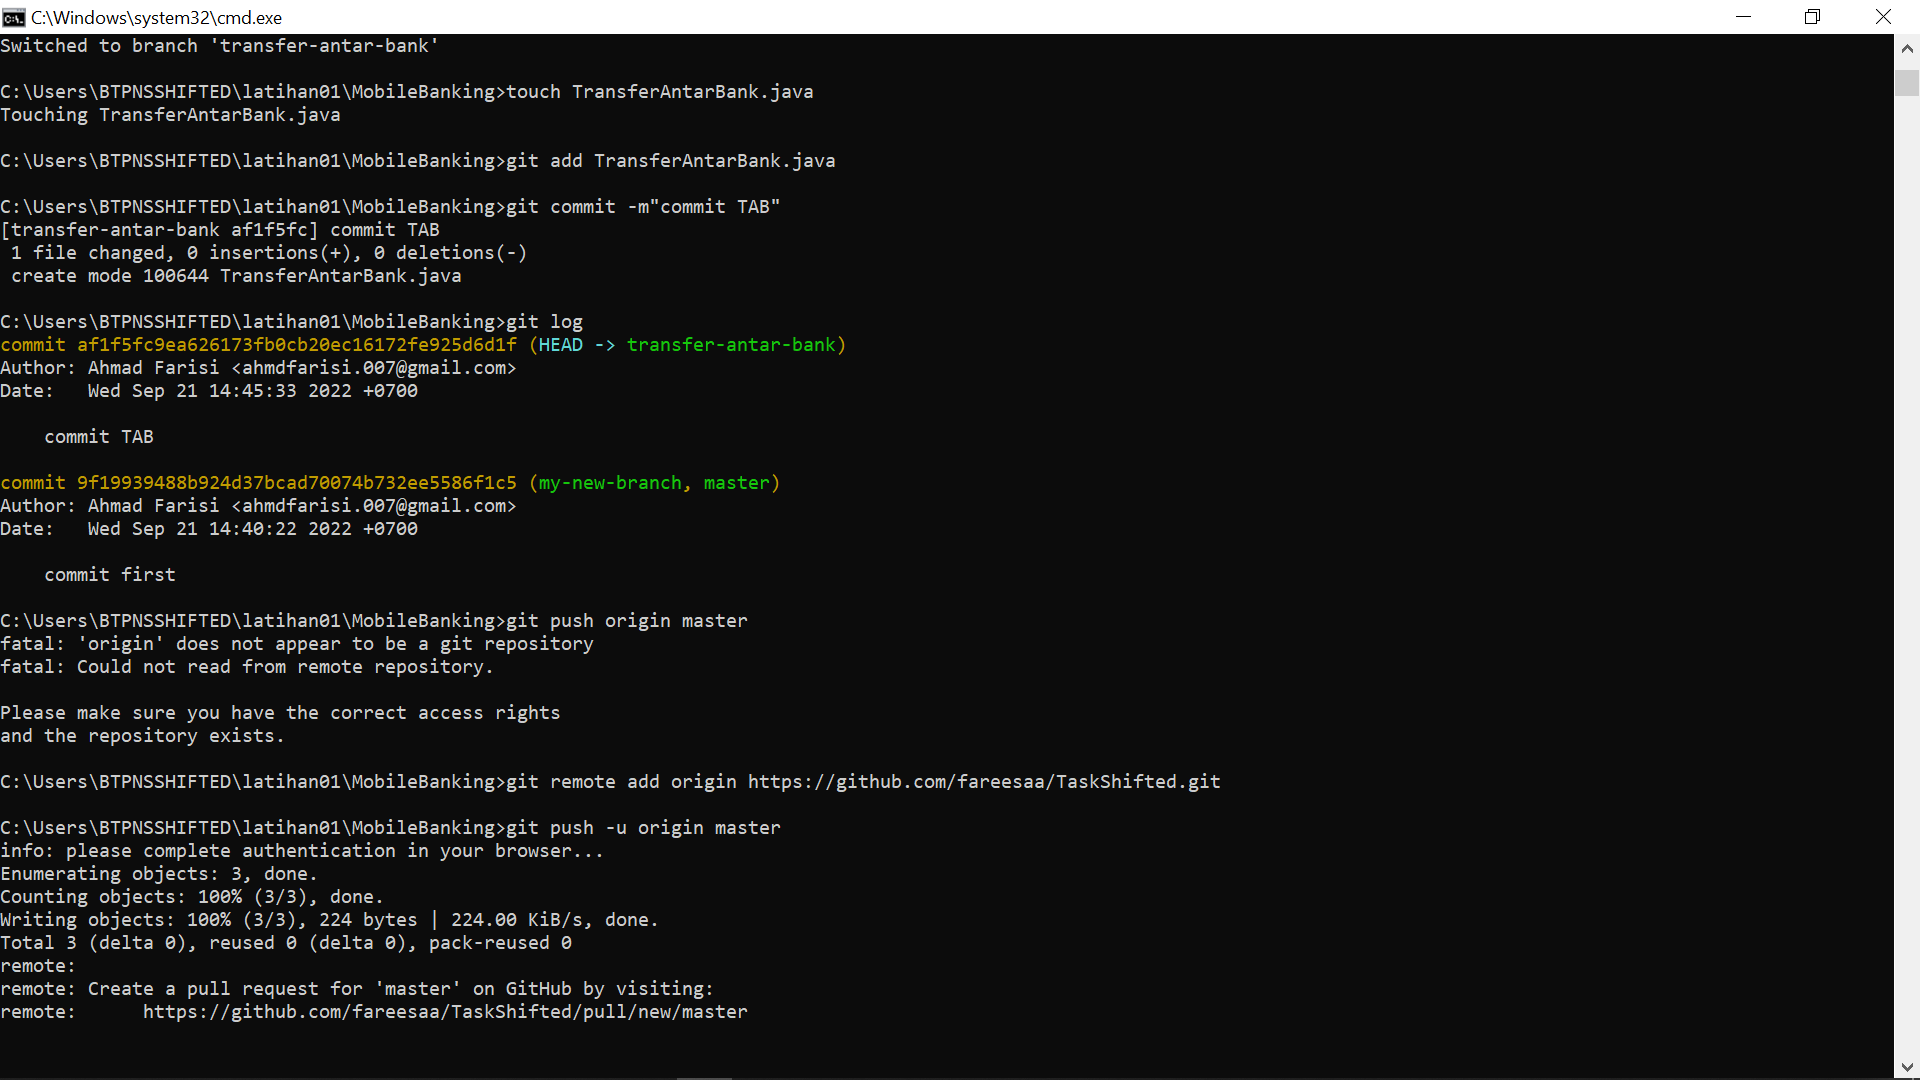 C:\Windows\system32\cmd.exe
Switched to branch 'transfer-antar-bank'
C:\Users\BTPNSSHIFTED\latihan01\MobileBanking>touch TransferAntarBank.java
Touching TransferAntarBank.java
C:\Users\BTPNSSHIFTED\latihan01\MobileBanking>git add TransferAntarBank.java
C:\Users\BTPNSSHIFTED\latihan01\MobileBanking>git commit -m"commit TAB"
[transfer-antar-bank af1f5fc] commit TAB
 1 file changed, 0 insertions(+), 0 deletions(-)
 create mode 100644 TransferAntarBank.java
C:\Users\BTPNSSHIFTED\latihan01\MobileBanking>git log
commit af1f5fc9ea626173fb0cb20ec16172fe925d6d1f (HEAD -> transfer-antar-bank)
Author: Ahmad Farisi <ahmdfarisi.007@gmail.com>
Date:   Wed Sep 21 14:45:33 2022 +0700
    commit TAB
commit 9f19939488b924d37bcad70074b732ee5586f1c5 (my-new-branch, master)
Author: Ahmad Farisi <ahmdfarisi.007@gmail.com>
Date:   Wed Sep 21 14:40:22 2022 +0700
    commit first
C:\Users\BTPNSSHIFTED\latihan01\MobileBanking>git push origin master
fatal: 'origin' does not appear to be a git repository
fatal: Could not read from remote repository.
Please make sure you have the correct access rights
and the repository exists.
C:\Users\BTPNSSHIFTED\latihan01\MobileBanking>git remote add origin https://github.com/fareesaa/TaskShifted.git
C:\Users\BTPNSSHIFTED\latihan01\MobileBanking>git push -u origin master
info: please complete authentication in your browser...
Enumerating objects: 3, done.
Counting objects: 100% (3/3), done.
Writing objects: 100% (3/3), 224 bytes | 224.00 KiB/s, done.
Total 3 (delta 0), reused 0 (delta 0), pack-reused 0
remote:
remote: Create a pull request for 'master' on GitHub by visiting:
remote:      https://github.com/fareesaa/TaskShifted/pull/new/master